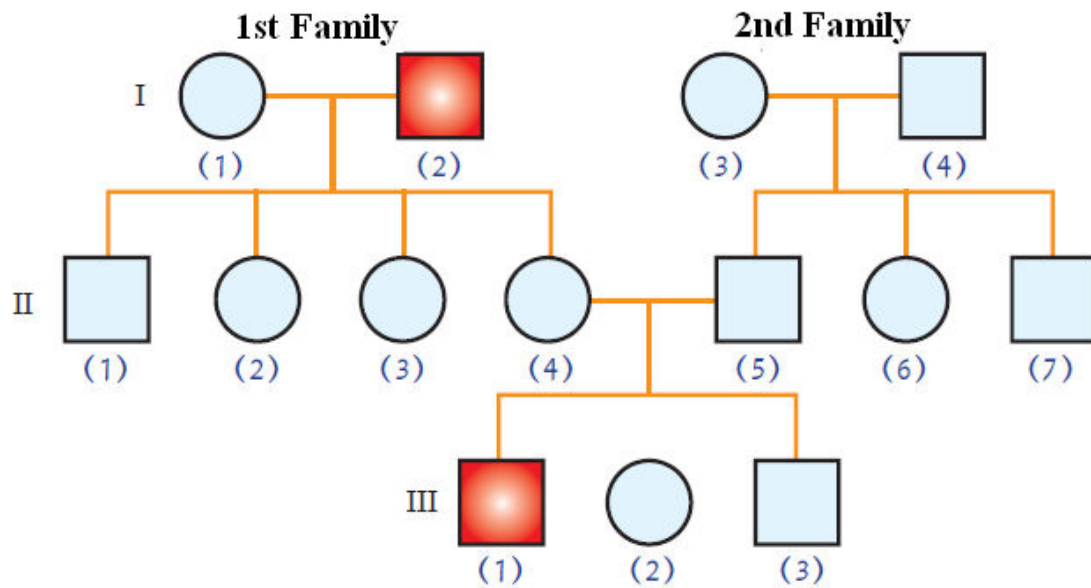 1st Family 2nd Family
I
(1) (2) (3) (4)
II
(1) (2) (3) (4) (5) (6) (7)
III
(1) (2) (3)